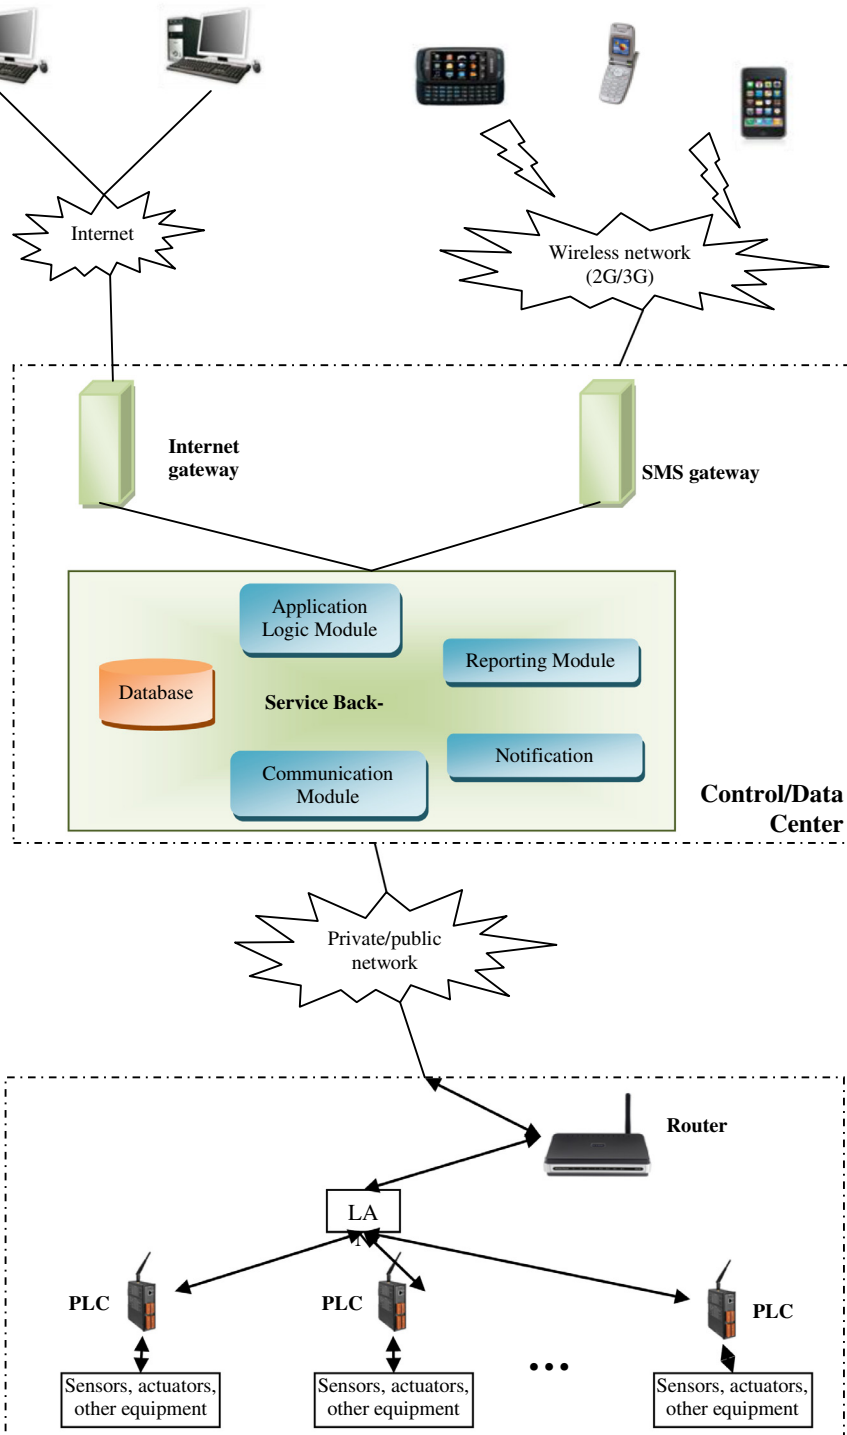 Internet
Wireless network
(2G/3G)
Internet
gateway
SMS gateway
Application
Logic Module
Reporting Module
Database
Service Back-
Notification
Communication
Module
Control/Data
Center
Private/public
network
Router
LA
PLC
PLC
PLC
...
Sensors, actuators,
other equipment
Sensors, actuators,
other equipment
Sensors, actuators,
other equipment